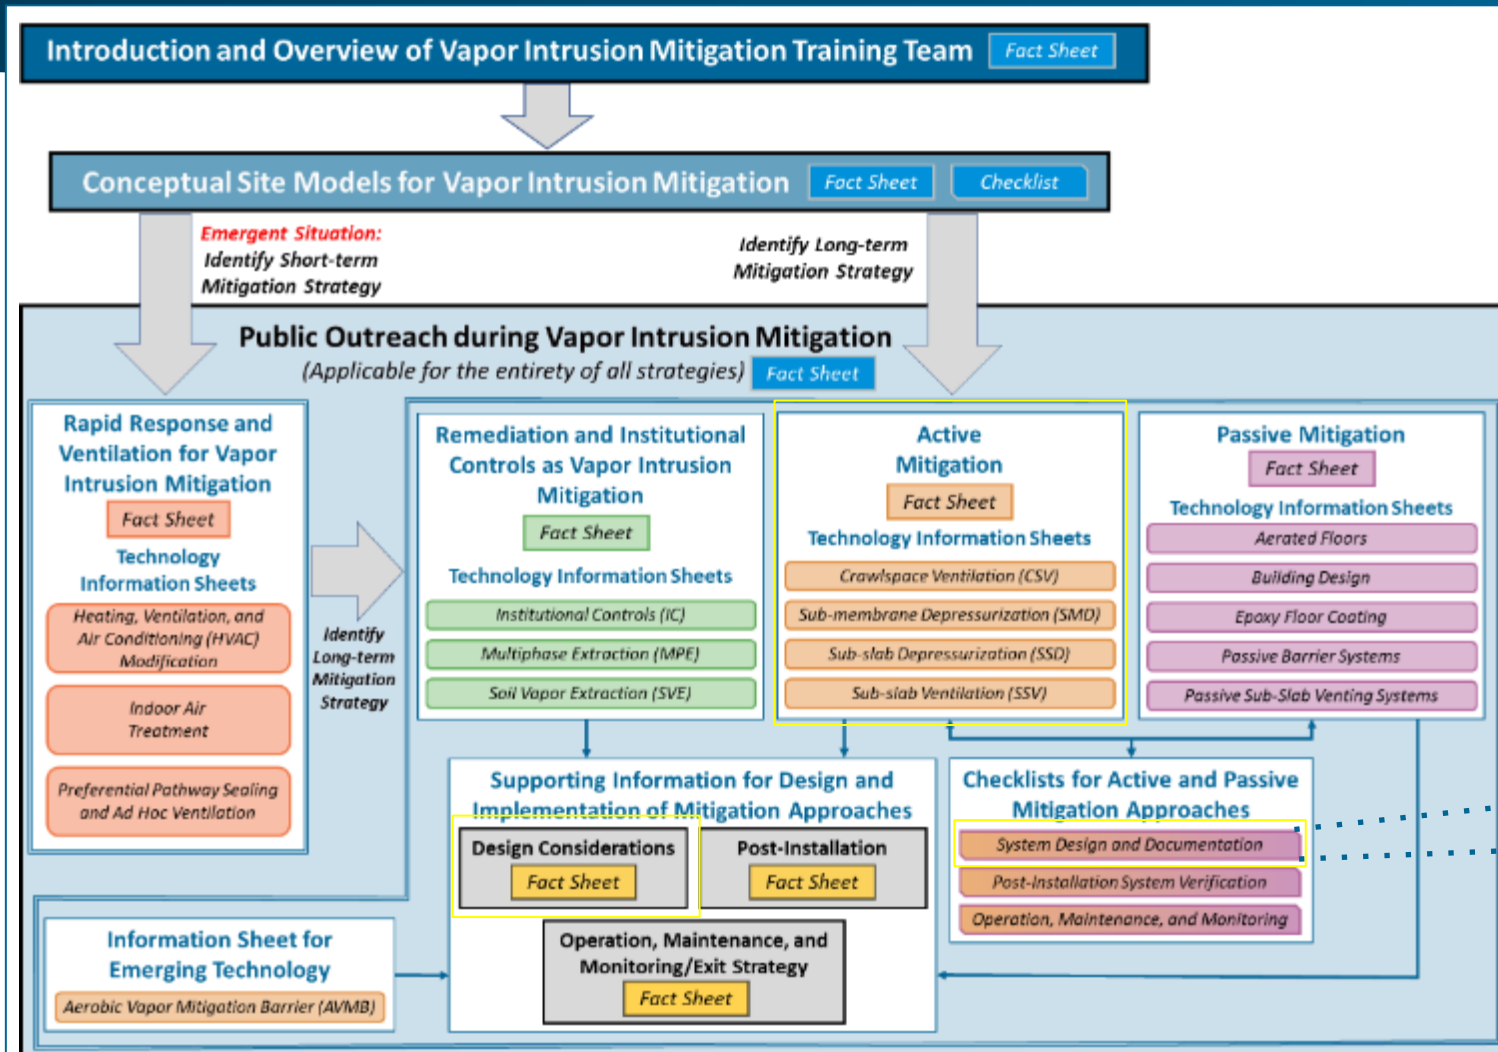 Introduction and Overview of Vapor Intrusion Mitigation Training Team Fact Sheet
Conceptual Site Models for Vapor Intrusion Mitigation Fact Sheet Checklist
Emergent Situation:
Identify Short-term
Mitigation Strategy
Identify Long-term
Mitigation Strategy
Public Outreach during Vapor Intrusion Mitigation
(Applicable for the entirety of all strategies) Fact Sheet
Rapid Response and
Ventilation for Vapor
Intrusion Mitigation
Fact Sheet
Technology
Information Sheets
Heating, Ventilation, and
Air Conditioning (HVAC)
Modification
Indoor Air
Treatment
Preferential Pathway Sealing
and Ad Hoc Ventilation
Identify
Long-term
Mitigation
Strategy
Remediation and Institutional
Controls as Vapor Intrusion
Mitigation
Fact Sheet
Technology Information Sheets
Institutional Controls (IC)
Multiphase Extraction (MPE)
Soil Vapor Extraction (SVE)
Active
Mitigation
Fact Sheet
Technology Information Sheets
Crawlspace Ventilation (CSV)
Sub-membrane Depressurization (SMD)
Sub-slab Depressurization (SSD)
Sub-slab Ventilation (SSV)
Passive Mitigation
Fact Sheet
Technology Information Sheets
Aerated Floors
Building Design
Epoxy Floor Coating
Passive Barrier Systems
Passive Sub-Slab Venting Systems
Supporting Information for Design and
Implementation of Mitigation Approaches
Design Considerations
Fact Sheet
Post-Installation
Fact Sheet
Operation, Maintenance, and
Monitoring/Exit Strategy
Fact Sheet
Checklists for Active and Passive
Mitigation Approaches
System Design and Documentation
Post-Installation System Verification
Operation, Maintenance, and Monitoring
Information Sheet for
Emerging Technology
Aerobic Vapor Mitigation Barrier (AVMB)